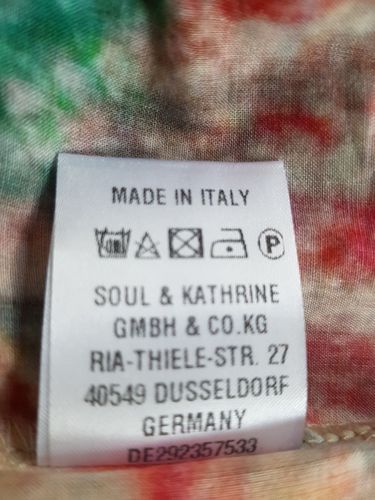 MADE IN ITALY
P
SOUL & KATHRINE
GMBH & CO.KG
RIA-THIELE-STR. 27
40549 DUSSELDORF
GERMANY
DE292357533